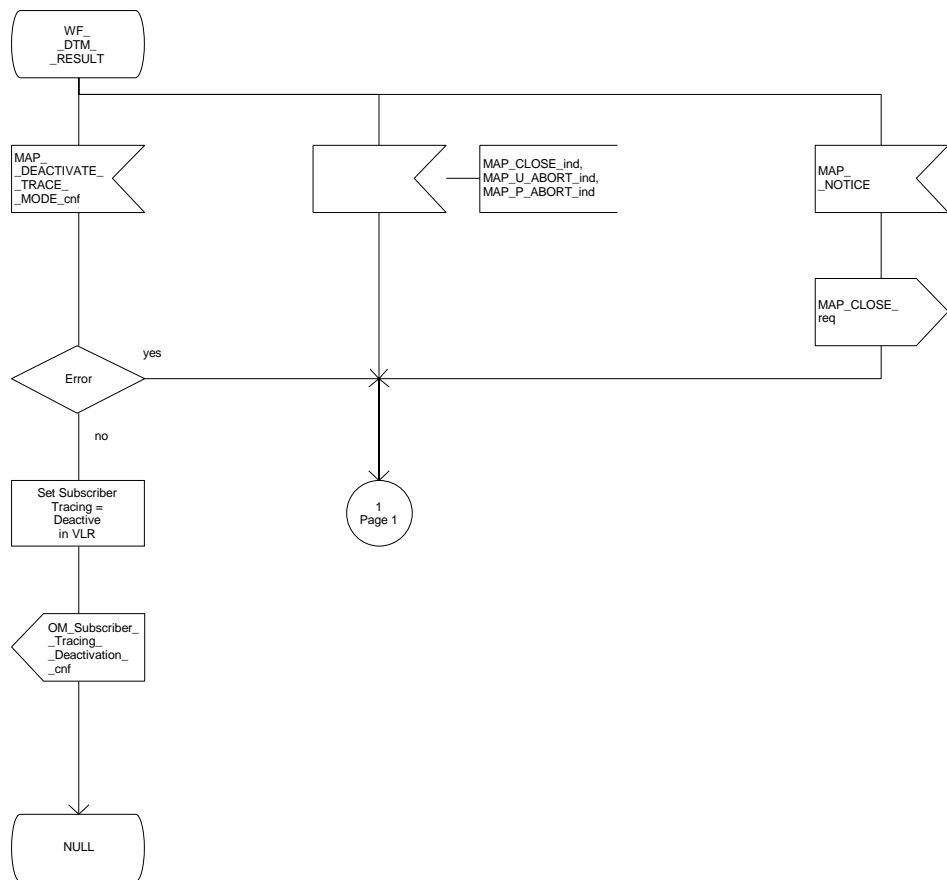 WF_
_DTM_
_RESULT
MAP_
_DEACTIVATE_
_TRACE_
_MODE_cnf
MAP_CLOSE_ind,
MAP_U_ABORT_ind,
MAP_P_ABORT_ind
MAP_
_NOTICE
MAP_CLOSE_
req
yes
Error
no
Set Subscriber
Tracing =
Deactive
in VLR
1
Page 1
OM_Subscriber_
_Tracing_
_Deactivation_
_cnf
NULL